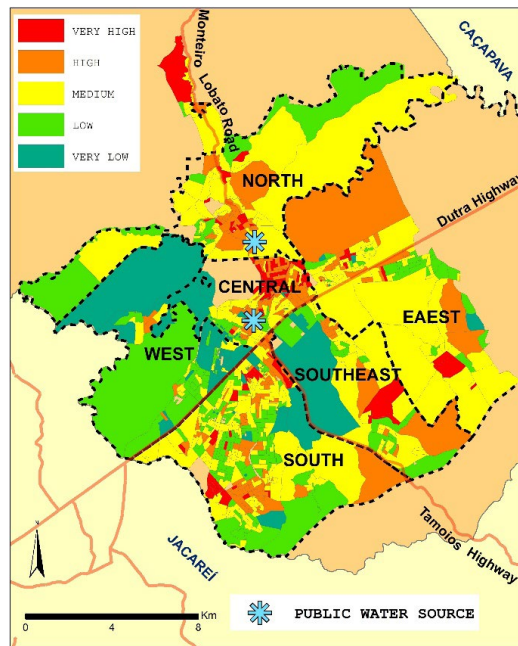 VERY HIGH
HIGH
MEDIUM
LOW
VERY LOW
Monteiro Lobato Road
CAÇAPAVA
NORTH
Dutra Highway
CENTRAL
EAEST
WEST
SOUTHEAST
SOUTH
Tamoios Highway
JACAREÍ
N
Km
0 4 8
PUBLIC WATER SOURCE